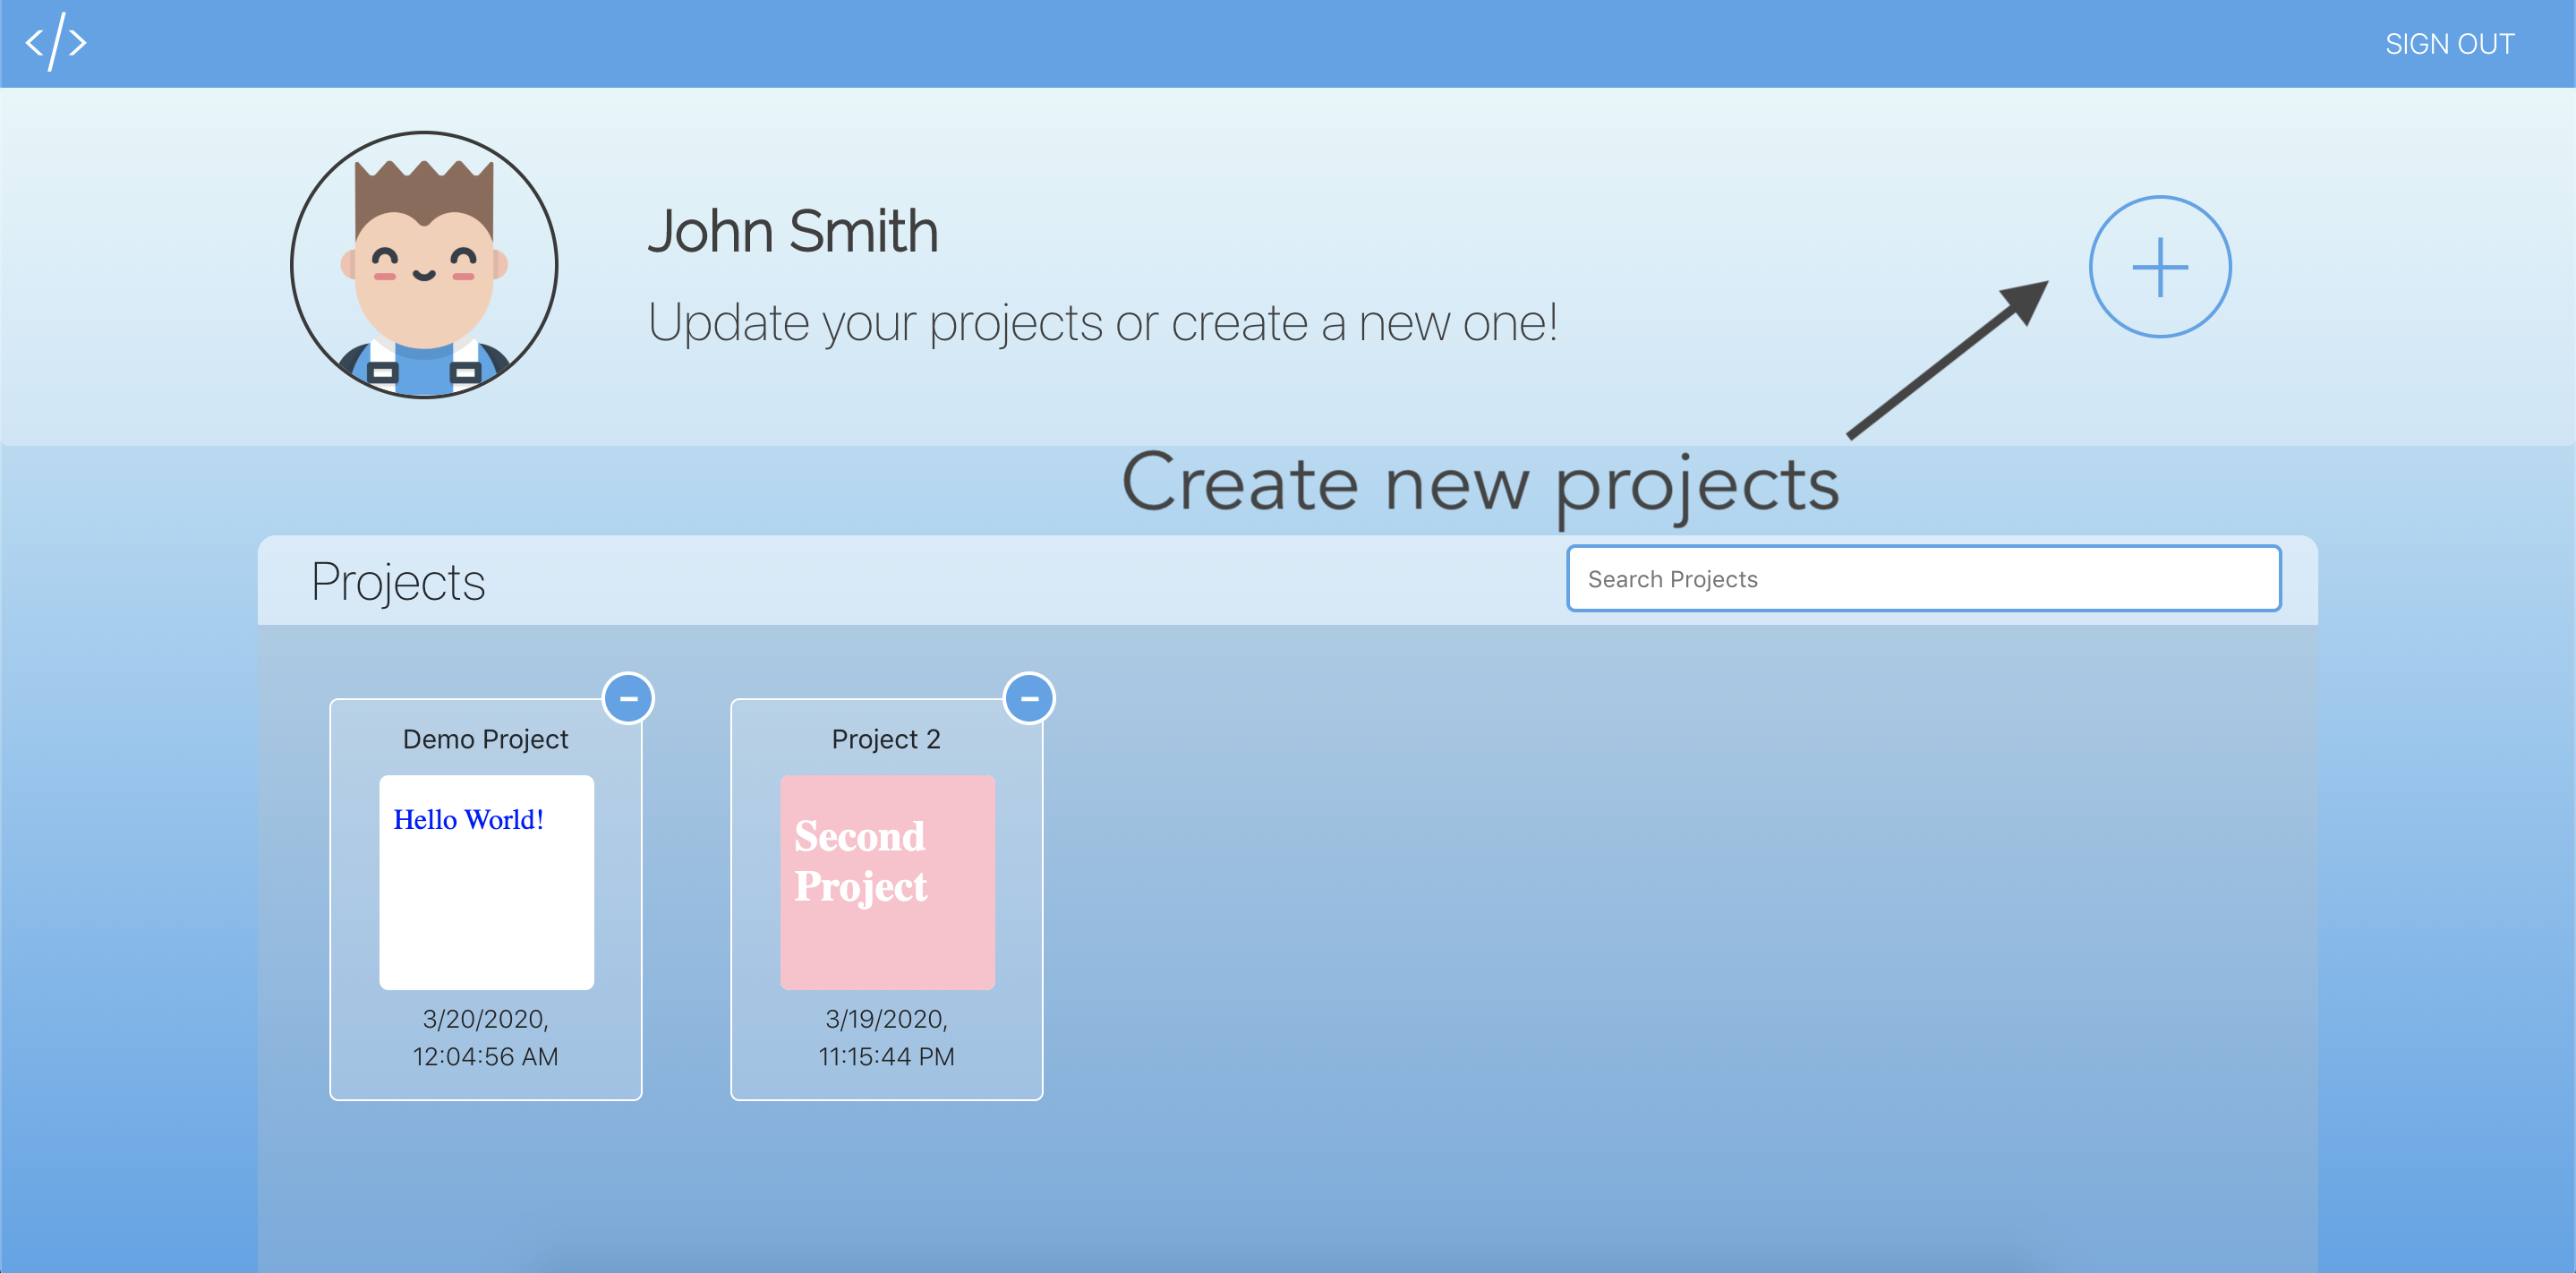 </>
SIGN OUT
John Smith
Update your projects or create a new one!
Create new projects
Projects
Search Projects
Demo Project
Hello World!
3/20/2020,
12:04:56 AM
Project 2
Second
Project
3/19/2020,
11:15:44 PM